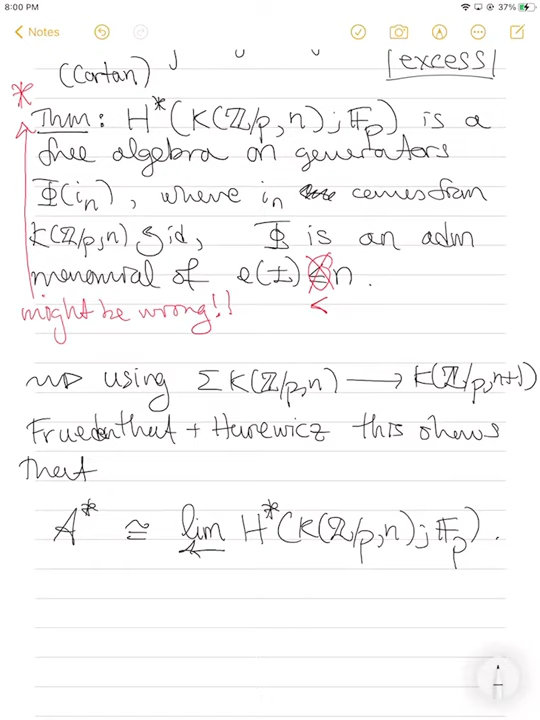 8:00 PM
37%
Notes
(Cartan)
excess
*
Thm: H*(K(ℤ/p, n); 𝔽p) is a
free algebra on generators
Φ(iₙ), where iₙ comes from
K(ℤ/p,n) ↺ id, Φ is an adm
monomial of e(I) < n.
might be wrong!!
⇝ using ΣK(ℤ/p,n) ⟶ K(ℤ/p,n+1)
Fruedenthal + Hurewicz this shows
that
A* ≅ lim← H*(K(ℤ/p,n); 𝔽p).